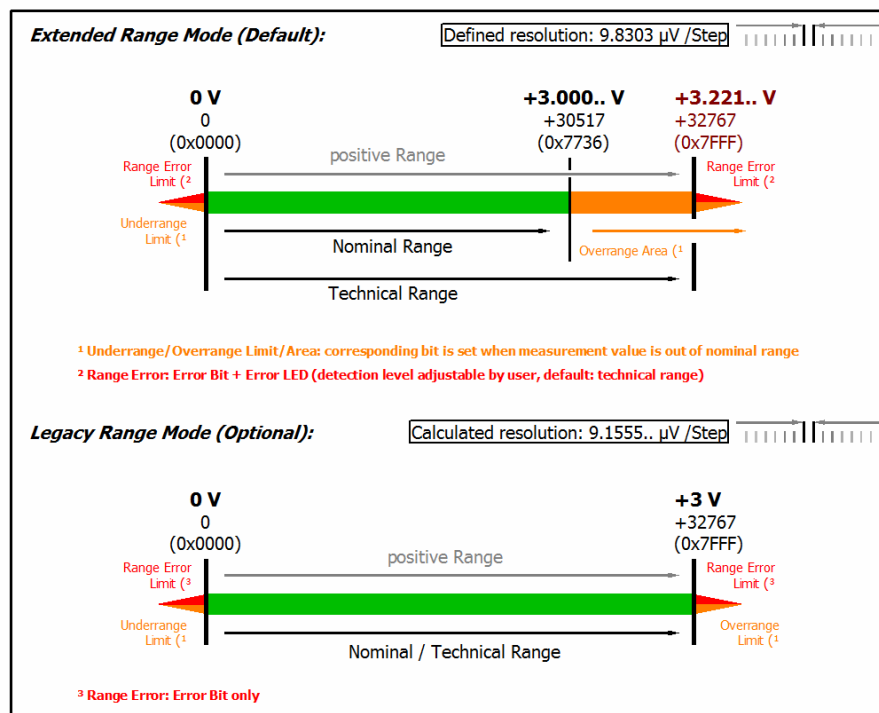 Extended Range Mode (Default):
Defined resolution: 9.8303 µV /Step
0 V
+3.000.. V
+3.221.. V
0
+30517
+32767
(0x0000)
(0x7736)
(0x7FFF)
positive Range
Range Error
Limit (²
Range Error
Limit (²
Underrange
Limit (¹
Nominal Range
Overrange Area (¹
Technical Range
¹ Underrange/Overrange Limit/Area: corresponding bit is set when measurement value is out of nominal range
² Range Error: Error Bit + Error LED (detection level adjustable by user, default: technical range)
Legacy Range Mode (Optional):
Calculated resolution: 9.1555.. µV /Step
0 V
+3 V
0
+32767
(0x0000)
(0x7FFF)
positive Range
Range Error
Limit (³
Range Error
Limit (³
Underrange
Limit (¹
Overrange
Limit (¹
Nominal / Technical Range
³ Range Error: Error Bit only